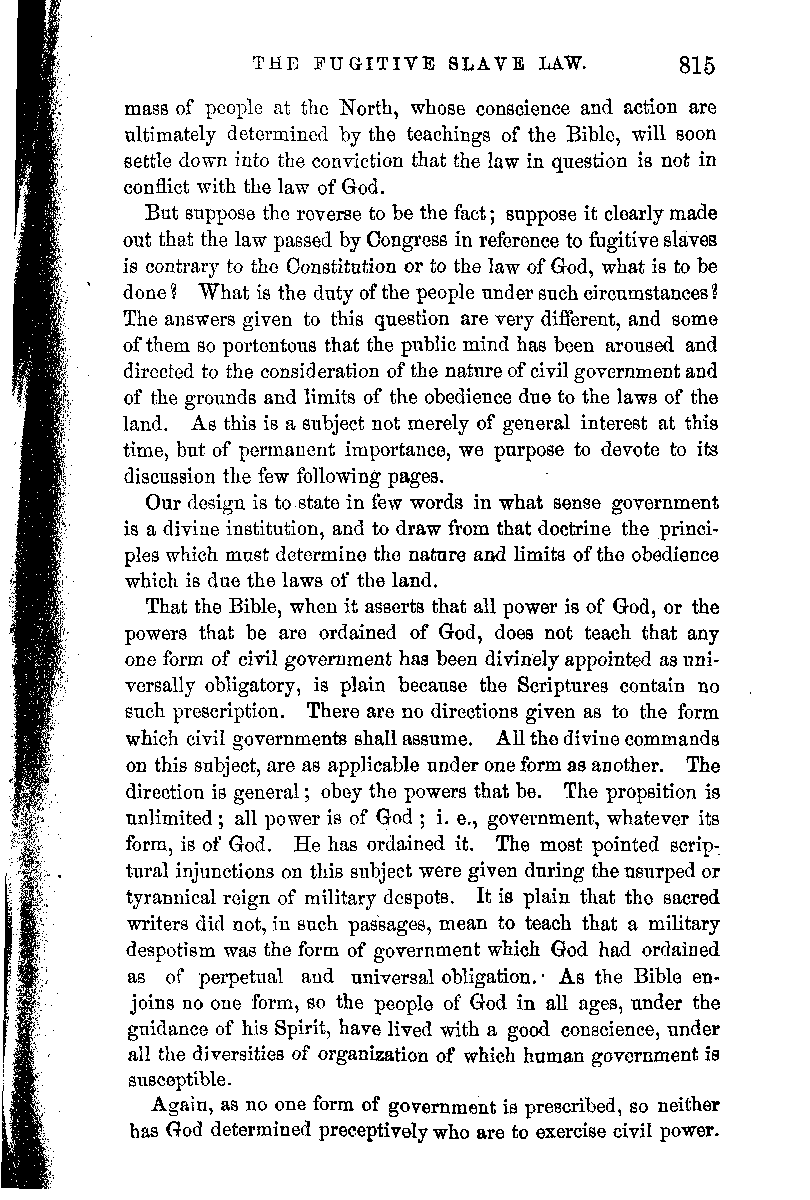 THE FUGITIVE SLAVE LAW. 815
mass of people at the North, whose conscience and action are
ultimately determined by the teachings of the Bible, will soon
settle down into the conviction that the law in question is not in
conflict with the law of God.
But suppose the reverse to be the fact; suppose it clearly made
out that the law passed by Congress in reference to fugitive slaves
is contrary to the Constitution or to the law of God, what is to be
done? What is the duty of the people under such circumstances?
The answers given to this question are very different, and some
of them so portentous that the public mind has been aroused and
directed to the consideration of the nature of civil government and
of the grounds and limits of the obedience due to the laws of the
land. As this is a subject not merely of general interest at this
time, but of permanent importance, we purpose to devote to its
discussion the few following pages.
Our design is to state in few words in what sense government
is a divine institution, and to draw from that doctrine the princi-
ples which must determine the nature and limits of the obedience
which is due the laws of the land.
That the Bible, when it asserts that all power is of God, or the
powers that be are ordained of God, does not teach that any
one form of civil government has been divinely appointed as uni-
versally obligatory, is plain because the Scriptures contain no
such prescription. There are no directions given as to the form
which civil governments shall assume. All the divine commands
on this subject, are as applicable under one form as another. The
direction is general; obey the powers that be. The propsition is
unlimited; all power is of God; i. e., government, whatever its
form, is of God. He has ordained it. The most pointed scrip-
tural injunctions on this subject were given during the usurped or
tyrannical reign of military despots. It is plain that the sacred
writers did not, in such passages, mean to teach that a military
despotism was the form of government which God had ordained
as of perpetual and universal obligation. As the Bible en-
joins no one form, so the people of God in all ages, under the
guidance of his Spirit, have lived with a good conscience, under
all the diversities of organization of which human government is
susceptible.
Again, as no one form of government is prescribed, so neither
has God determined preceptively who are to exercise civil power.